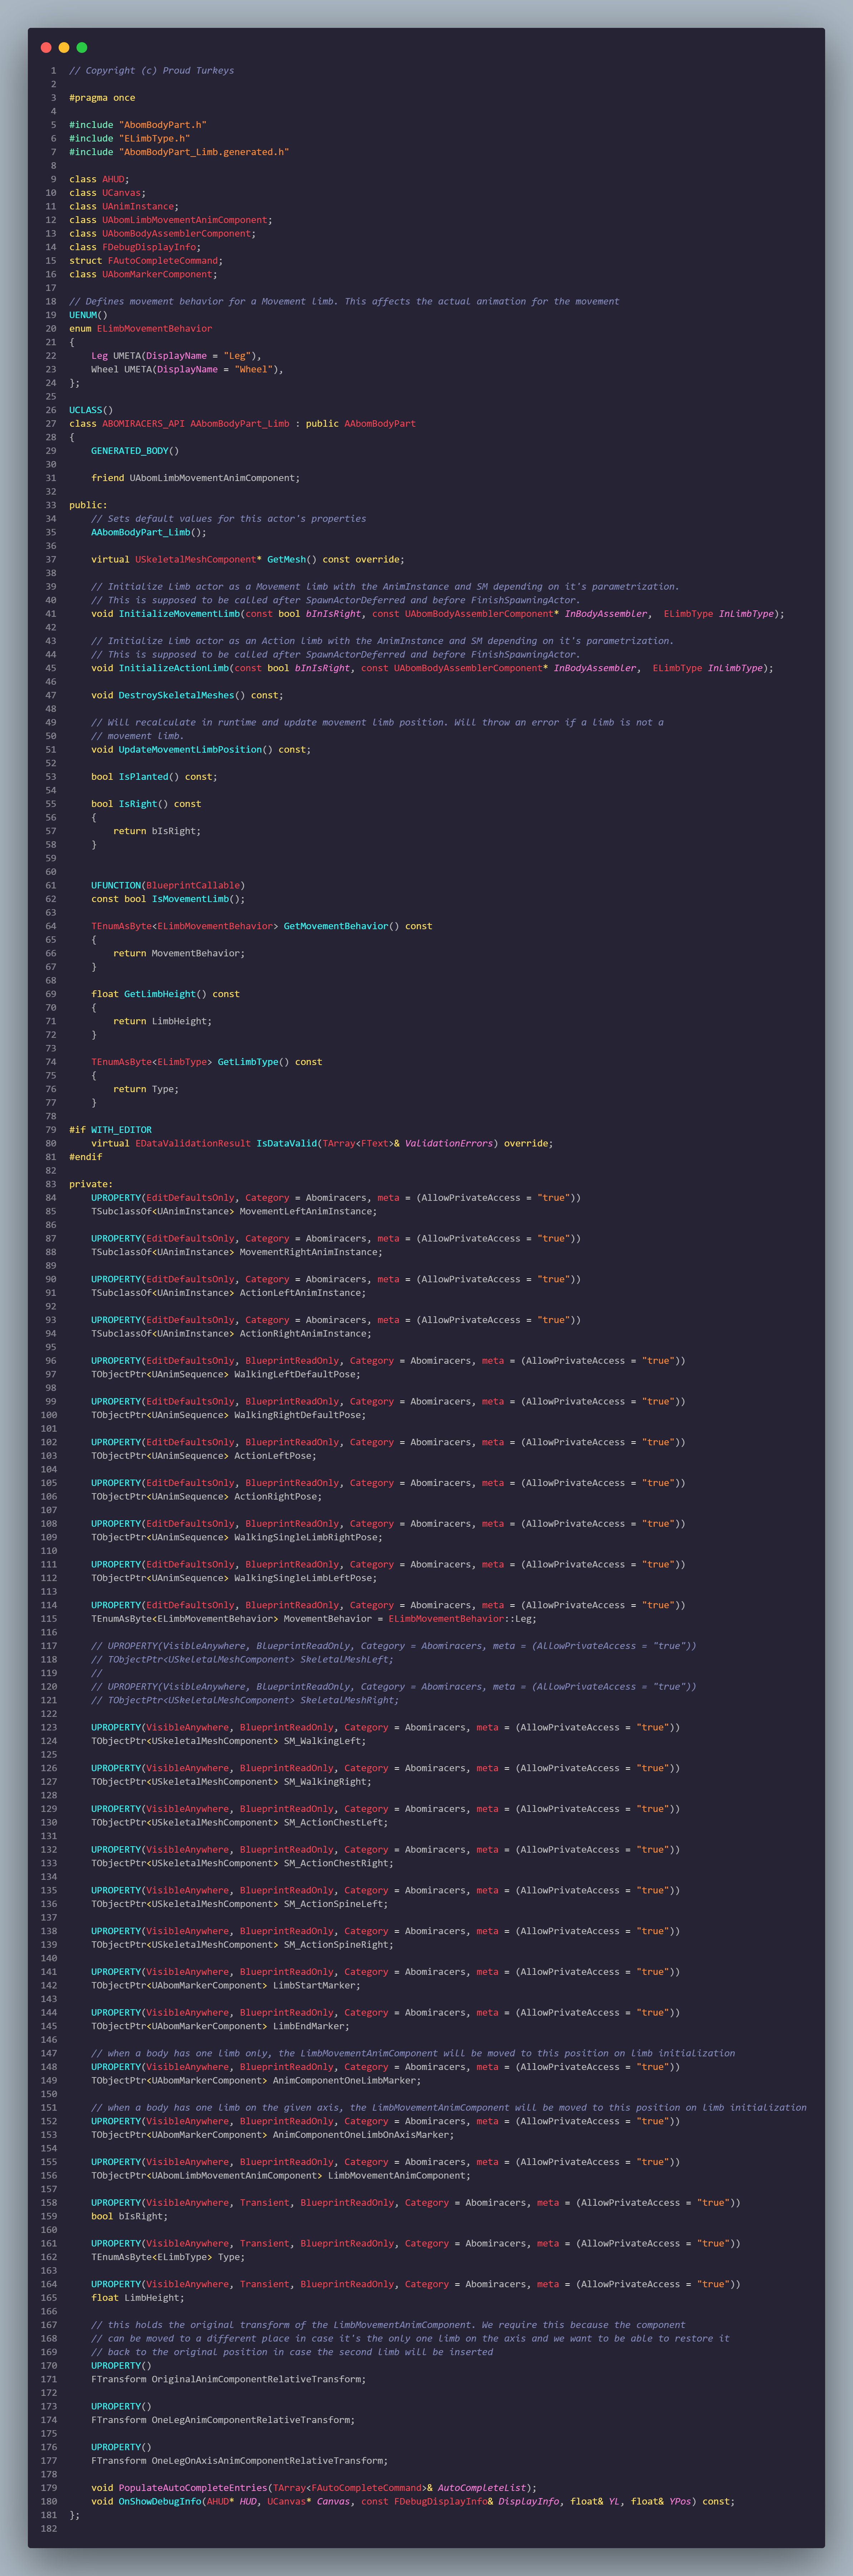 1 // Copyright (c) Proud Turkeys
2
3 #pragma once
4
5 #include "AbomBodyPart.h"
6 #include "ELimbType.h"
7 #include "AbomBodyPart_Limb.generated.h"
8
9 class AHUD;
10 class UCanvas;
11 class UAnimInstance;
12 class UAbomLimbMovementAnimComponent;
13 class UAbomBodyAssemblerComponent;
14 class FDebugDisplayInfo;
15 struct FAutoCompleteCommand;
16 class UAbomMarkerComponent;
17
18 // Defines movement behavior for a Movement limb. This affects the actual animation for the movement
19 UENUM()
20 enum ELimbMovementBehavior
21 {
22     Leg UMETA(DisplayName = "Leg"),
23     Wheel UMETA(DisplayName = "Wheel"),
24 };
25
26 UCLASS()
27 class ABOMIRACERS_API AAbomBodyPart_Limb : public AAbomBodyPart
28 {
29     GENERATED_BODY()
30
31     friend UAbomLimbMovementAnimComponent;
32
33 public:
34     // Sets default values for this actor's properties
35     AAbomBodyPart_Limb();
36
37     virtual USkeletalMeshComponent* GetMesh() const override;
38
39     // Initialize Limb actor as a Movement limb with the AnimInstance and SM depending on it's parametrization.
40     // This is supposed to be called after SpawnActorDeferred and before FinishSpawningActor.
41     void InitializeMovementLimb(const bool bInIsRight, const UAbomBodyAssemblerComponent* InBodyAssembler,  ELimbType InLimbType);
42
43     // Initialize Limb actor as an Action Limb with the AnimInstance and SM depending on it's parametrization.
44     // This is supposed to be called after SpawnActorDeferred and before FinishSpawningActor.
45     void InitializeActionLimb(const bool bInIsRight, const UAbomBodyAssemblerComponent* InBodyAssembler,  ELimbType InLimbType);
46
47     void DestroySkeletalMeshes() const;
48
49     // Will recalculate in runtime and update movement limb position. Will throw an error if a limb is not a
50     // movement limb.
51     void UpdateMovementLimbPosition() const;
52
53     bool IsPlanted() const;
54
55     bool IsRight() const
56     {
57         return bIsRight;
58     }
59
60
61     UFUNCTION(BlueprintCallable)
62     const bool IsMovementLimb();
63
64     TEnumAsByte<ELimbMovementBehavior> GetMovementBehavior() const
65     {
66         return MovementBehavior;
67     }
68
69     float GetLimbHeight() const
70     {
71         return LimbHeight;
72     }
73
74     TEnumAsByte<ELimbType> GetLimbType() const
75     {
76         return Type;
77     }
78
79 #if WITH_EDITOR
80     virtual EDataValidationResult IsDataValid(TArray<FText>& ValidationErrors) override;
81 #endif
82
83 private:
84     UPROPERTY(EditDefaultsOnly, Category = Abomiracers, meta = (AllowPrivateAccess = "true"))
85     TSubclassOf<UAnimInstance> MovementLeftAnimInstance;
86
87     UPROPERTY(EditDefaultsOnly, Category = Abomiracers, meta = (AllowPrivateAccess = "true"))
88     TSubclassOf<UAnimInstance> MovementRightAnimInstance;
89
90     UPROPERTY(EditDefaultsOnly, Category = Abomiracers, meta = (AllowPrivateAccess = "true"))
91     TSubclassOf<UAnimInstance> ActionLeftAnimInstance;
92
93     UPROPERTY(EditDefaultsOnly, Category = Abomiracers, meta = (AllowPrivateAccess = "true"))
94     TSubclassOf<UAnimInstance> ActionRightAnimInstance;
95
96     UPROPERTY(EditDefaultsOnly, BlueprintReadOnly, Category = Abomiracers, meta = (AllowPrivateAccess = "true"))
97     TObjectPtr<UAnimSequence> WalkingLeftDefaultPose;
98
99     UPROPERTY(EditDefaultsOnly, BlueprintReadOnly, Category = Abomiracers, meta = (AllowPrivateAccess = "true"))
100     TObjectPtr<UAnimSequence> WalkingRightDefaultPose;
101
102     UPROPERTY(EditDefaultsOnly, BlueprintReadOnly, Category = Abomiracers, meta = (AllowPrivateAccess = "true"))
103     TObjectPtr<UAnimSequence> ActionLeftPose;
104
105     UPROPERTY(EditDefaultsOnly, BlueprintReadOnly, Category = Abomiracers, meta = (AllowPrivateAccess = "true"))
106     TObjectPtr<UAnimSequence> ActionRightPose;
107
108     UPROPERTY(EditDefaultsOnly, BlueprintReadOnly, Category = Abomiracers, meta = (AllowPrivateAccess = "true"))
109     TObjectPtr<UAnimSequence> WalkingSingleLimbRightPose;
110
111     UPROPERTY(EditDefaultsOnly, BlueprintReadOnly, Category = Abomiracers, meta = (AllowPrivateAccess = "true"))
112     TObjectPtr<UAnimSequence> WalkingSingleLimbLeftPose;
113
114     UPROPERTY(EditDefaultsOnly, BlueprintReadOnly, Category = Abomiracers, meta = (AllowPrivateAccess = "true"))
115     TEnumAsByte<ELimbMovementBehavior> MovementBehavior = ELimbMovementBehavior::Leg;
116
117     // UPROPERTY(VisibleAnywhere, BlueprintReadOnly, Category = Abomiracers, meta = (AllowPrivateAccess = "true"))
118     // TObjectPtr<USkeletalMeshComponent> SkeletalMeshLeft;
119     //
120     // UPROPERTY(VisibleAnywhere, BlueprintReadOnly, Category = Abomiracers, meta = (AllowPrivateAccess = "true"))
121     // TObjectPtr<USkeletalMeshComponent> SkeletalMeshRight;
122
123     UPROPERTY(VisibleAnywhere, BlueprintReadOnly, Category = Abomiracers, meta = (AllowPrivateAccess = "true"))
124     TObjectPtr<USkeletalMeshComponent> SM_WalkingLeft;
125
126     UPROPERTY(VisibleAnywhere, BlueprintReadOnly, Category = Abomiracers, meta = (AllowPrivateAccess = "true"))
127     TObjectPtr<USkeletalMeshComponent> SM_WalkingRight;
128
129     UPROPERTY(VisibleAnywhere, BlueprintReadOnly, Category = Abomiracers, meta = (AllowPrivateAccess = "true"))
130     TObjectPtr<USkeletalMeshComponent> SM_ActionChestLeft;
131
132     UPROPERTY(VisibleAnywhere, BlueprintReadOnly, Category = Abomiracers, meta = (AllowPrivateAccess = "true"))
133     TObjectPtr<USkeletalMeshComponent> SM_ActionChestRight;
134
135     UPROPERTY(VisibleAnywhere, BlueprintReadOnly, Category = Abomiracers, meta = (AllowPrivateAccess = "true"))
136     TObjectPtr<USkeletalMeshComponent> SM_ActionSpineLeft;
137
138     UPROPERTY(VisibleAnywhere, BlueprintReadOnly, Category = Abomiracers, meta = (AllowPrivateAccess = "true"))
139     TObjectPtr<USkeletalMeshComponent> SM_ActionSpineRight;
140
141     UPROPERTY(VisibleAnywhere, BlueprintReadOnly, Category = Abomiracers, meta = (AllowPrivateAccess = "true"))
142     TObjectPtr<UAbomMarkerComponent> LimbStartMarker;
143
144     UPROPERTY(VisibleAnywhere, BlueprintReadOnly, Category = Abomiracers, meta = (AllowPrivateAccess = "true"))
145     TObjectPtr<UAbomMarkerComponent> LimbEndMarker;
146
147     // when a body has one limb only, the LimbMovementAnimComponent will be moved to this position on limb initialization
148     UPROPERTY(VisibleAnywhere, BlueprintReadOnly, Category = Abomiracers, meta = (AllowPrivateAccess = "true"))
149     TObjectPtr<UAbomMarkerComponent> AnimComponentOneLimbMarker;
150
151     // when a body has one limb on the given axis, the LimbMovementAnimComponent will be moved to this position on limb initialization
152     UPROPERTY(VisibleAnywhere, BlueprintReadOnly, Category = Abomiracers, meta = (AllowPrivateAccess = "true"))
153     TObjectPtr<UAbomMarkerComponent> AnimComponentOneLimbOnAxisMarker;
154
155     UPROPERTY(VisibleAnywhere, BlueprintReadOnly, Category = Abomiracers, meta = (AllowPrivateAccess = "true"))
156     TObjectPtr<UAbomLimbMovementAnimComponent> LimbMovementAnimComponent;
157
158     UPROPERTY(VisibleAnywhere, Transient, BlueprintReadOnly, Category = Abomiracers, meta = (AllowPrivateAccess = "true"))
159     bool bIsRight;
160
161     UPROPERTY(VisibleAnywhere, Transient, BlueprintReadOnly, Category = Abomiracers, meta = (AllowPrivateAccess = "true"))
162     TEnumAsByte<ELimbType> Type;
163
164     UPROPERTY(VisibleAnywhere, Transient, BlueprintReadOnly, Category = Abomiracers, meta = (AllowPrivateAccess = "true"))
165     float LimbHeight;
166
167     // this holds the original transform of the LimbMovementAnimComponent. We require this because the component
168     // can be moved to a different place in case it's the only one limb on the axis and we want to be able to restore it
169     // back to the original position in case the second limb will be inserted
170     UPROPERTY()
171     FTransform OriginalAnimComponentRelativeTransform;
172
173     UPROPERTY()
174     FTransform OneLegAnimComponentRelativeTransform;
175
176     UPROPERTY()
177     FTransform OneLegOnAxisAnimComponentRelativeTransform;
178
179     void PopulateAutoCompleteEntries(TArray<FAutoCompleteCommand>& AutoCompleteList);
180     void OnShowDebugInfo(AHUD* HUD, UCanvas* Canvas, const FDebugDisplayInfo& DisplayInfo, float& YL, float& YPos) const;
181 };
182